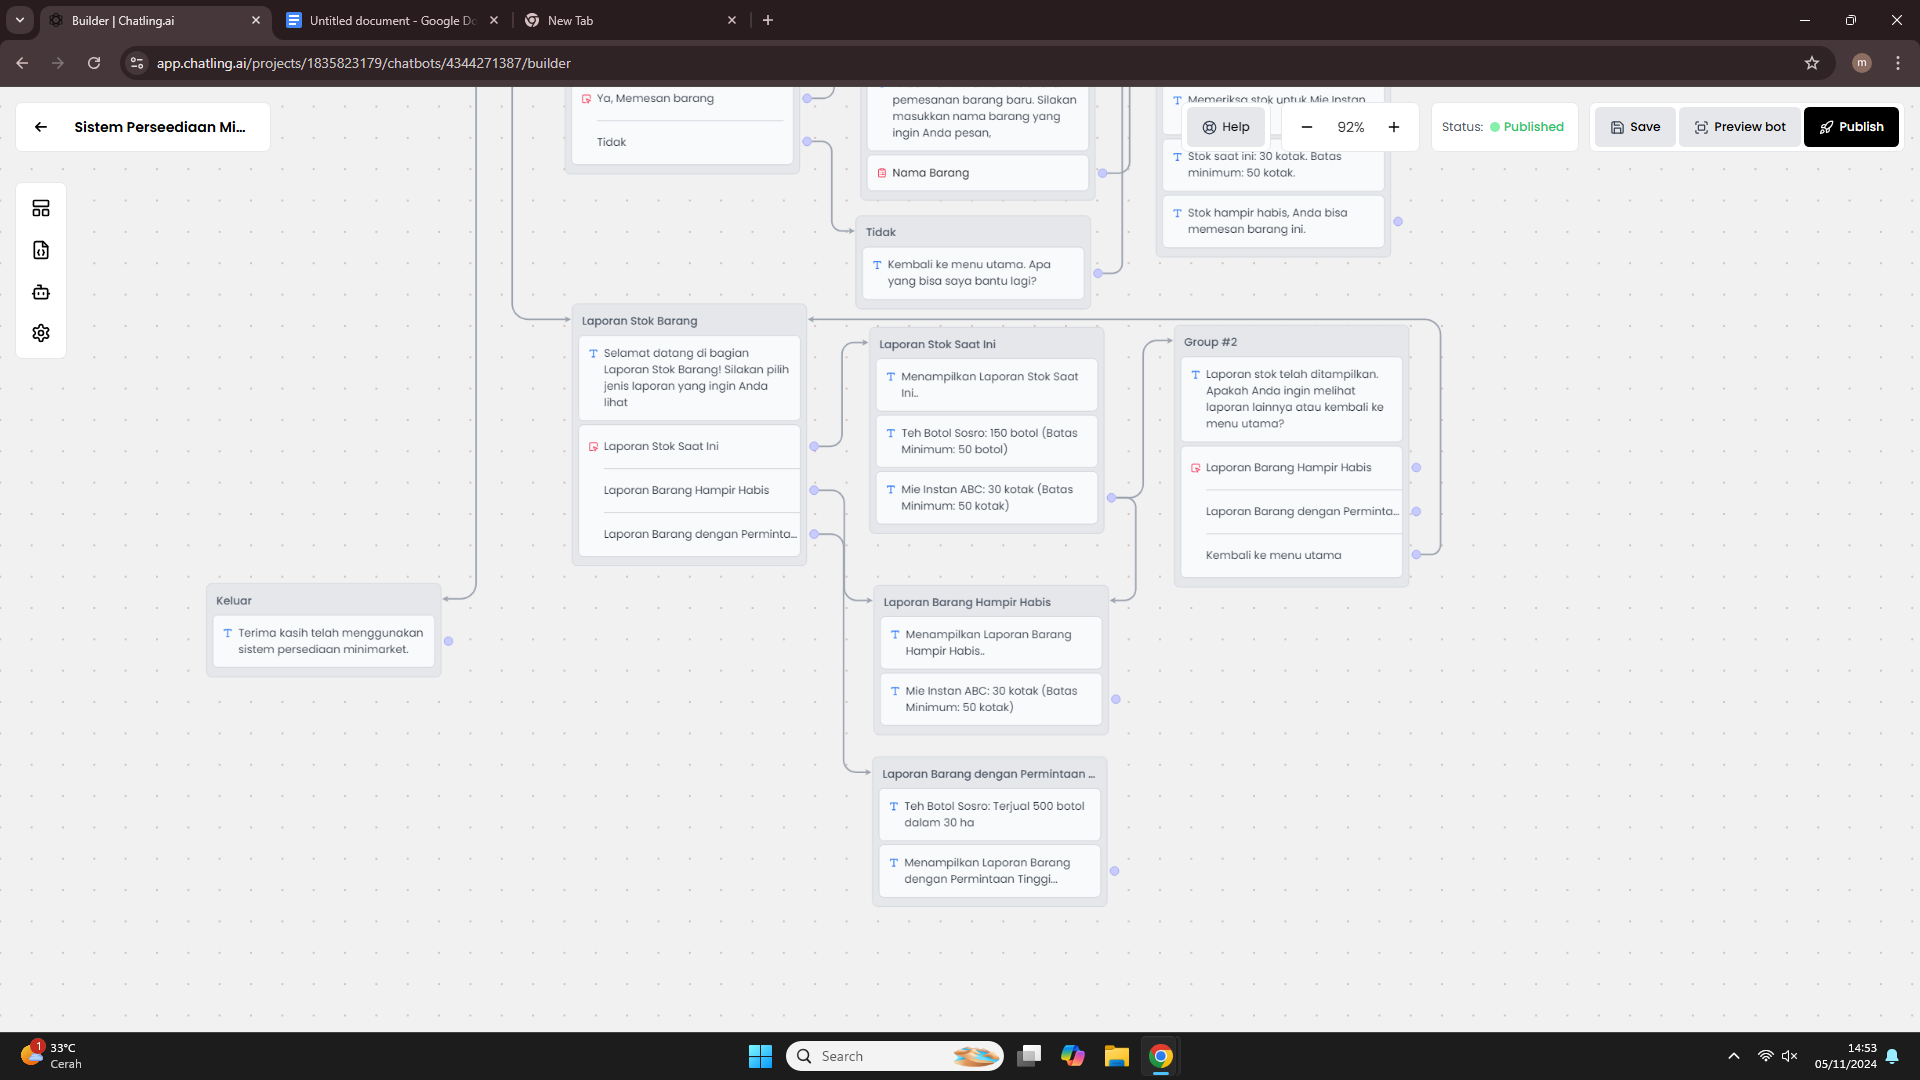 Builder | Chatling.ai
Untitled document - Google Do
New Tab
app.chatling.ai/projects/1835823179/chatbots/4344271387/builder
m
Sistem Perseediaan Mi...
Help
92%
Status: Published
Save
Preview bot
Publish
Ya, Memesan barang
Tidak
pemesanan barang baru. Silakan
masukkan nama barang yang
ingin Anda pesan,
Nama Barang
Memeriksa stok untuk Mie Instan
Stok saat ini: 30 kotak. Batas
minimum: 50 kotak.
Stok hampir habis, Anda bisa
memesan barang ini.
Tidak
Kembali ke menu utama. Apa
yang bisa saya bantu lagi?
Laporan Stok Barang
Selamat datang di bagian
Laporan Stok Barang! Silakan pilih
jenis laporan yang ingin Anda
lihat
Laporan Stok Saat Ini
Laporan Barang Hampir Habis
Laporan Barang dengan Perminta...
Laporan Stok Saat Ini
Menampilkan Laporan Stok Saat
Ini..
Teh Botol Sosro: 150 botol (Batas
Minimum: 50 botol)
Mie Instan ABC: 30 kotak (Batas
Minimum: 50 kotak)
Group #2
Laporan stok telah ditampilkan.
Apakah Anda ingin melihat
laporan lainnya atau kembali ke
menu utama?
Laporan Barang Hampir Habis
Laporan Barang dengan Perminta...
Kembali ke menu utama
Keluar
Terima kasih telah menggunakan
sistem persediaan minimarket.
Laporan Barang Hampir Habis
Menampilkan Laporan Barang
Hampir Habis..
Mie Instan ABC: 30 kotak (Batas
Minimum: 50 kotak)
Laporan Barang dengan Permintaan ...
Teh Botol Sosro: Terjual 500 botol
dalam 30 ha
Menampilkan Laporan Barang
dengan Permintaan Tinggi...
1
33°C
Cerah
Search
14:53
05/11/2024